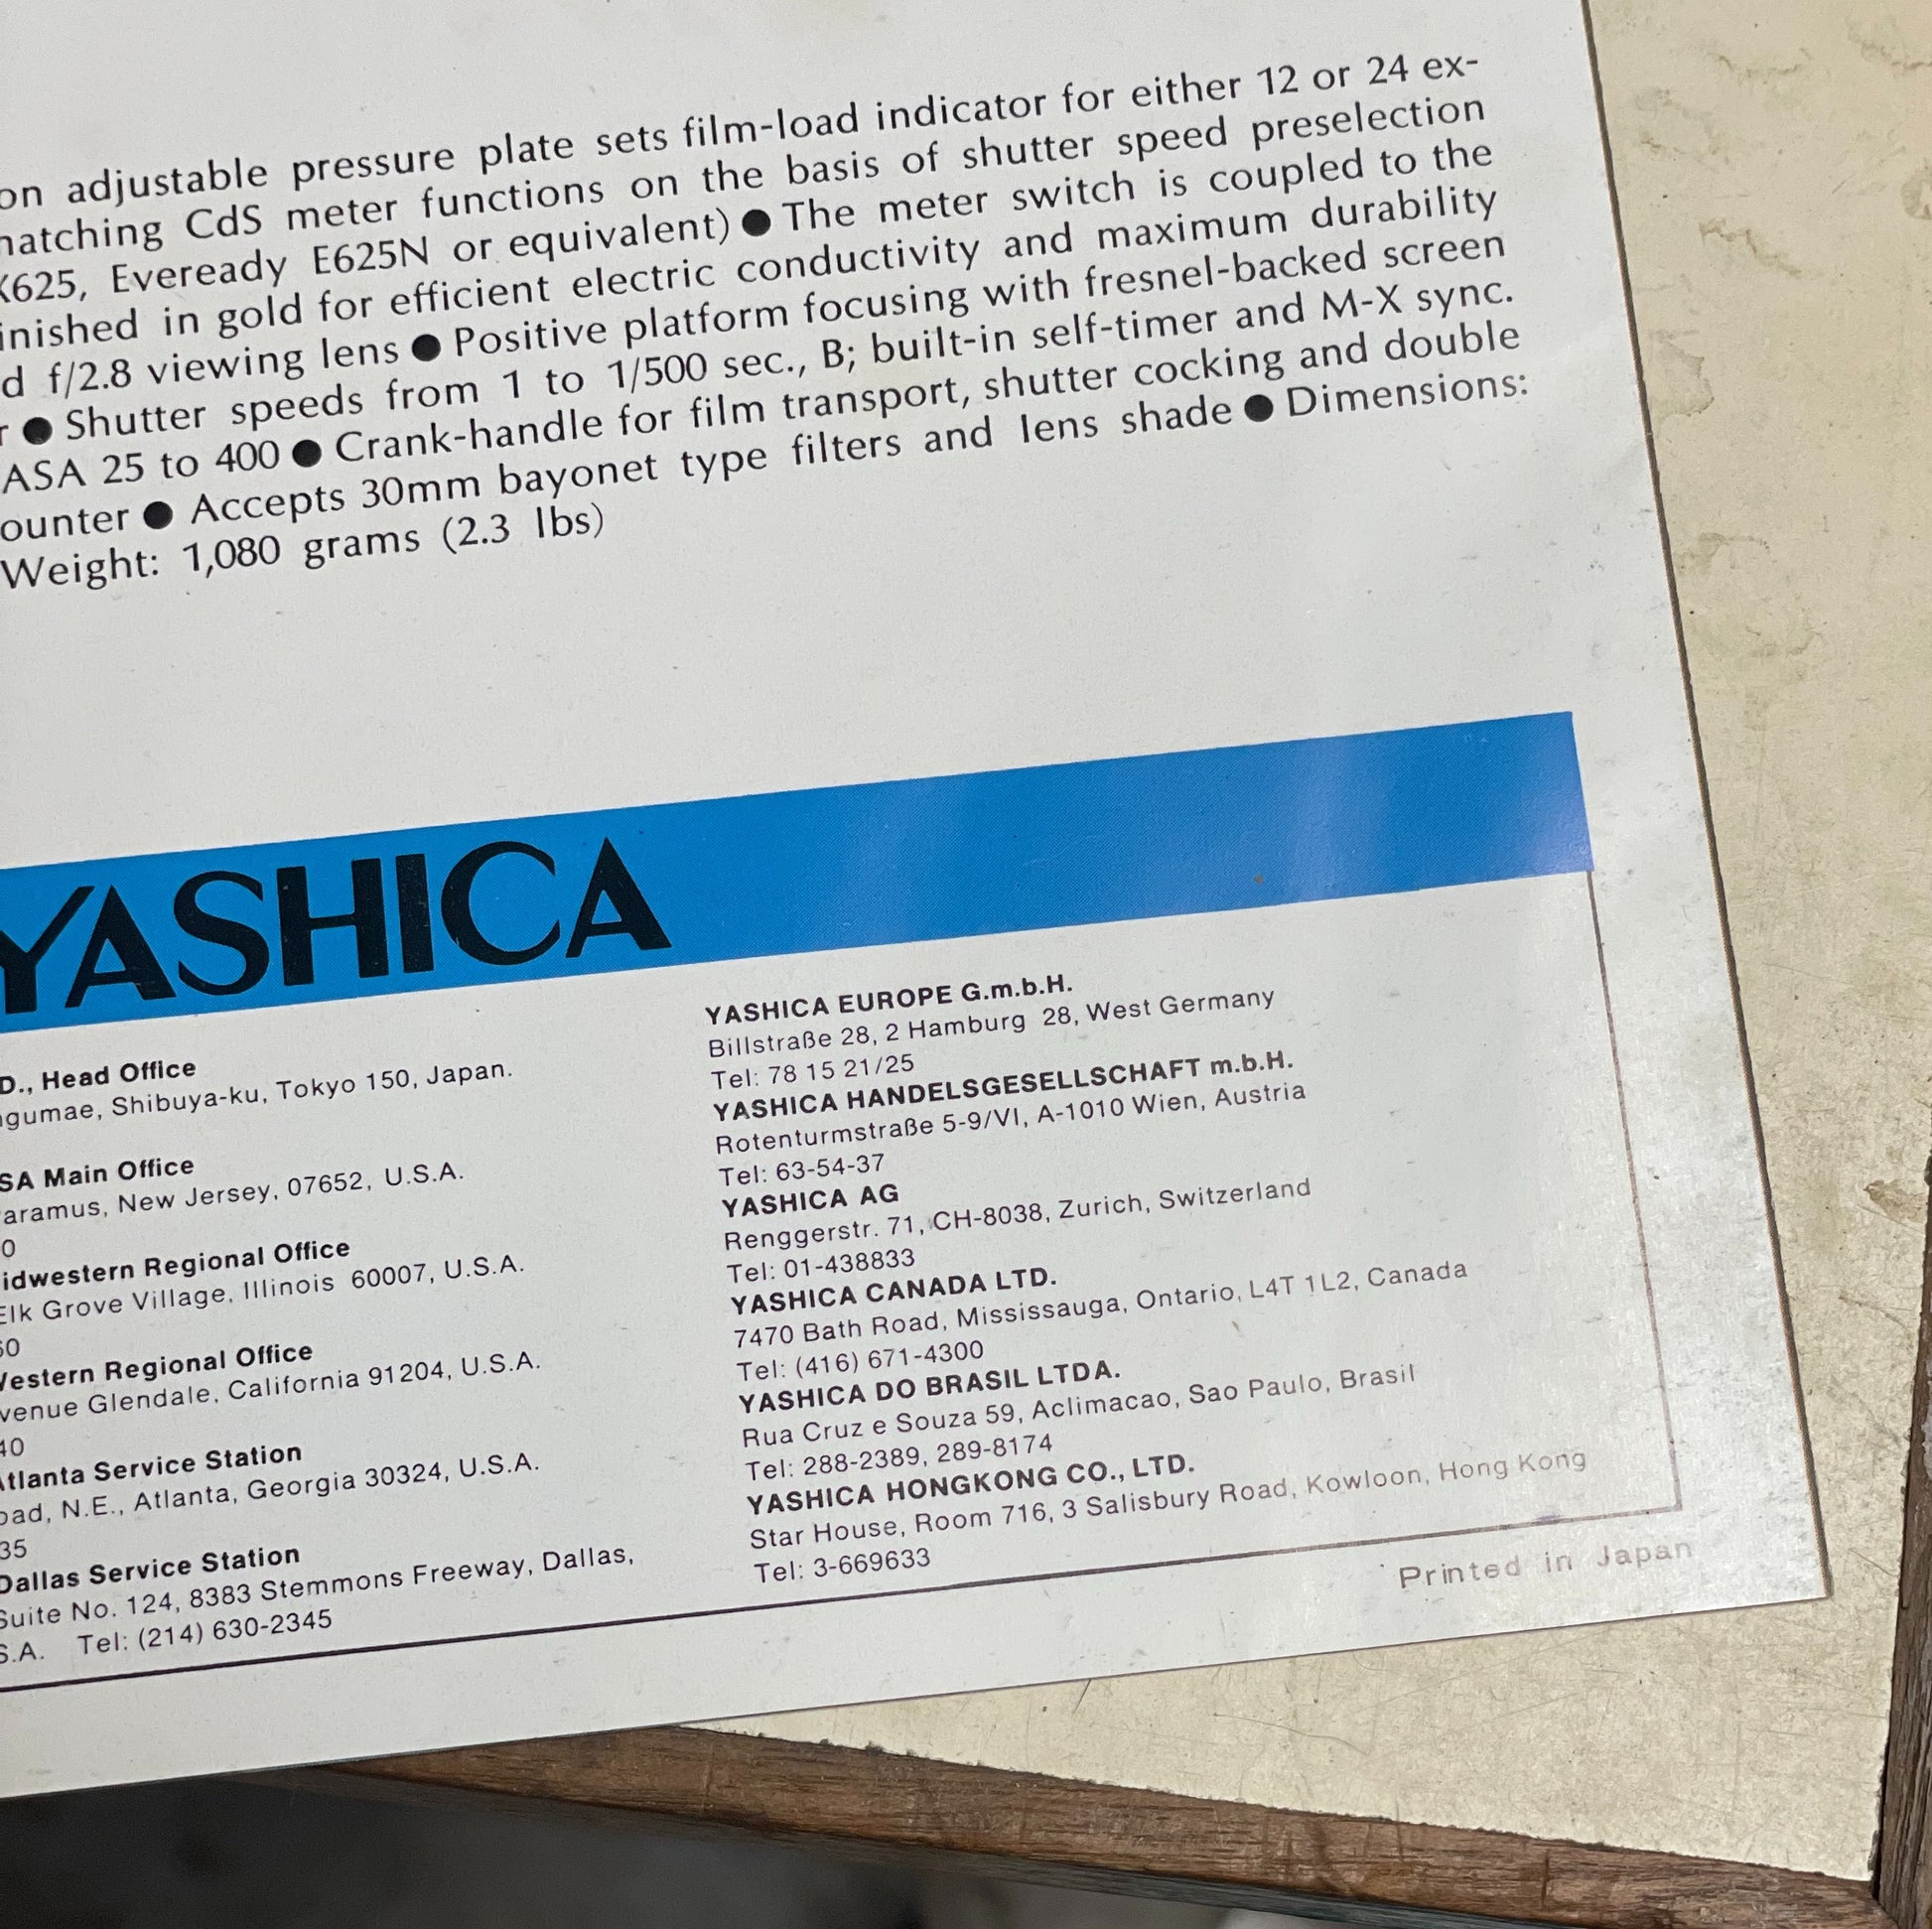 on adjustable pressure plate sets film-load indicator for either 12 or 24 ex-
matching CdS meter functions on the basis of shutter speed preselection
X625, Eveready E625N or equivalent) ● The meter switch is coupled to the
inished in gold for efficient electric conductivity and maximum durability
d f/2.8 viewing lens ● Positive platform focusing with fresnel-backed screen
r ● Shutter speeds from 1 to 1/500 sec., B; built-in self-timer and M-X sync.
ASA 25 to 400 ● Crank-handle for film transport, shutter cocking and double
ounter ● Accepts 30mm bayonet type filters and lens shade ● Dimensions:
Weight: 1,080 grams (2.3 lbs)
YASHICA
D., Head Office
gumae, Shibuya-ku, Tokyo 150, Japan.
SA Main Office
aramus, New Jersey, 07652, U.S.A.
0
idwestern Regional Office
Elk Grove Village, Illinois 60007, U.S.A.
60
Western Regional Office
venue Glendale, California 91204, U.S.A.
40
Atlanta Service Station
oad, N.E., Atlanta, Georgia 30324, U.S.A.
35
Dallas Service Station
Suite No. 124, 8383 Stemmons Freeway, Dallas,
S.A. Tel: (214) 630-2345
YASHICA EUROPE G.m.b.H.
Billstraße 28, 2 Hamburg 28, West Germany
Tel: 78 15 21/25
YASHICA HANDELSGESELLSCHAFT m.b.H.
Rotenturmstraße 5-9/VI, A-1010 Wien, Austria
Tel: 63-54-37
YASHICA AG
Renggerstr. 71, CH-8038, Zurich, Switzerland
Tel: 01-438833
YASHICA CANADA LTD.
7470 Bath Road, Mississauga, Ontario, L4T 1L2, Canada
Tel: (416) 671-4300
YASHICA DO BRASIL LTDA.
Rua Cruz e Souza 59, Aclimacao, Sao Paulo, Brasil
Tel: 288-2389, 289-8174
YASHICA HONGKONG CO., LTD.
Star House, Room 716, 3 Salisbury Road, Kowloon, Hong Kong
Tel: 3-669633
Printed in Japan